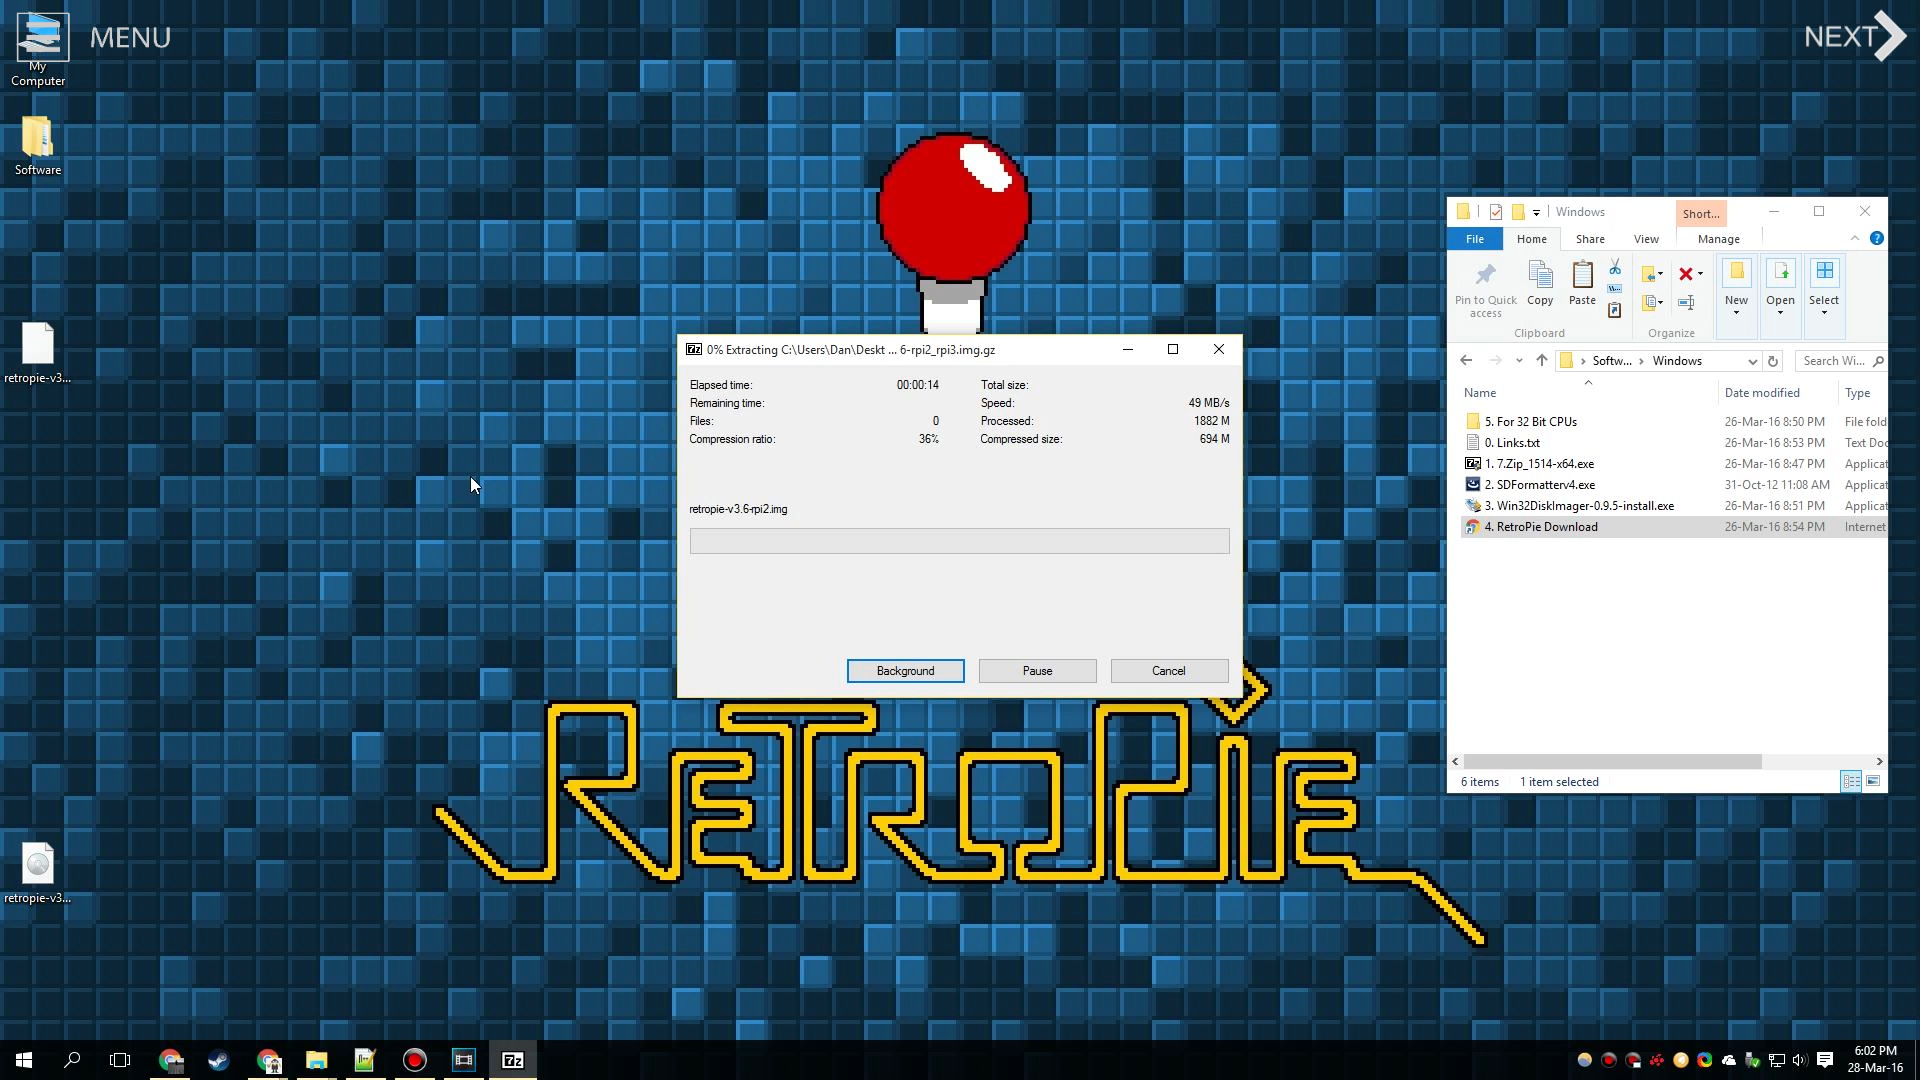 MENU
NEXT
My
Computer
Software
retropie-v3...
retropie-v3...
7z 0% Extracting C:\Users\Dan\Deskt ... 6-rpi2_rpi3.img.gz
Elapsed time: 00:00:14 Total size:
Remaining time: Speed: 49 MB/s
Files: 0 Processed: 1882 M
Compression ratio: 36% Compressed size: 694 M
retropie-v3.6-rpi2.img
Background Pause Cancel
RETROPIE
Windows Short...
File Home Share View Manage
Pin to Quick
access
Copy
Paste
New
Open
Select
Clipboard Organize
Softw... Windows Search Wi...
Name Date modified Type
5. For 32 Bit CPUs 26-Mar-16 8:50 PM File fold
0. Links.txt 26-Mar-16 8:53 PM Text Doc
1. 7.Zip_1514-x64.exe 26-Mar-16 8:47 PM Applicat
2. SDFormatterv4.exe 31-Oct-12 11:08 AM Applicat
3. Win32DiskImager-0.9.5-install.exe 26-Mar-16 8:51 PM Applicat
4. RetroPie Download 26-Mar-16 8:54 PM Internet
6 items 1 item selected
7z
6:02 PM
28-Mar-16